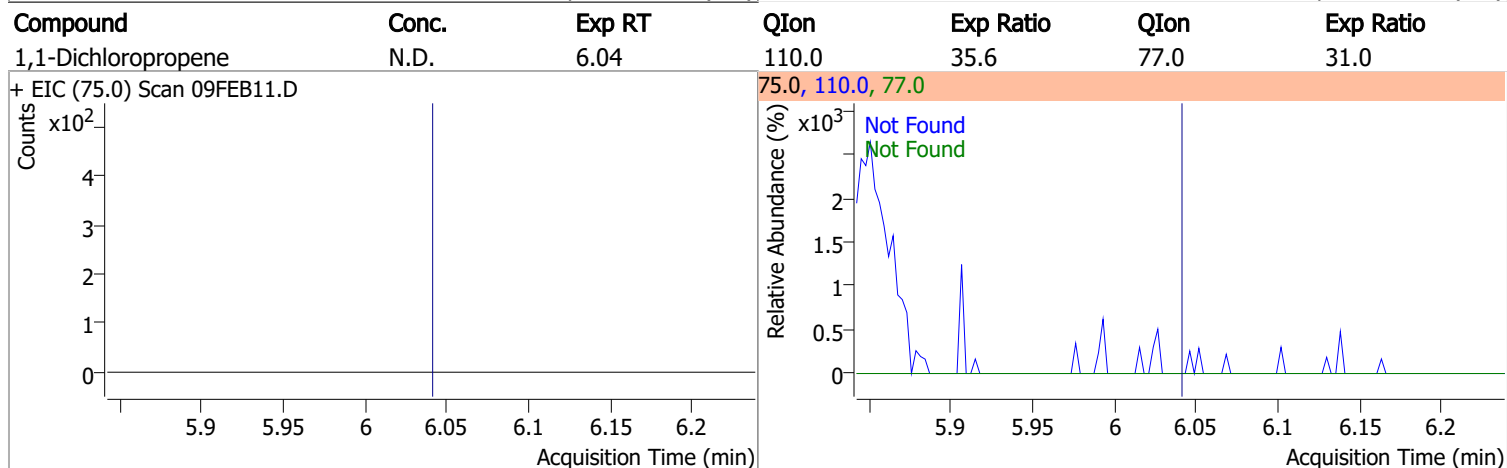 Compound Conc. Exp RT QIon Exp Ratio QIon Exp Ratio
1,1-Dichloropropene N.D. 6.04 110.0 35.6 77.0 31.0
+ EIC (75.0) Scan 09FEB11.D
Counts
x10²
4
3
2
1
0
5.9 5.95 6 6.05 6.1 6.15 6.2
Acquisition Time (min)
75.0, 110.0, 77.0
Relative Abundance (%)
x10³
Not Found
Not Found
2
1.5
1
0.5
0
5.9 5.95 6 6.05 6.1 6.15 6.2
Acquisition Time (min)